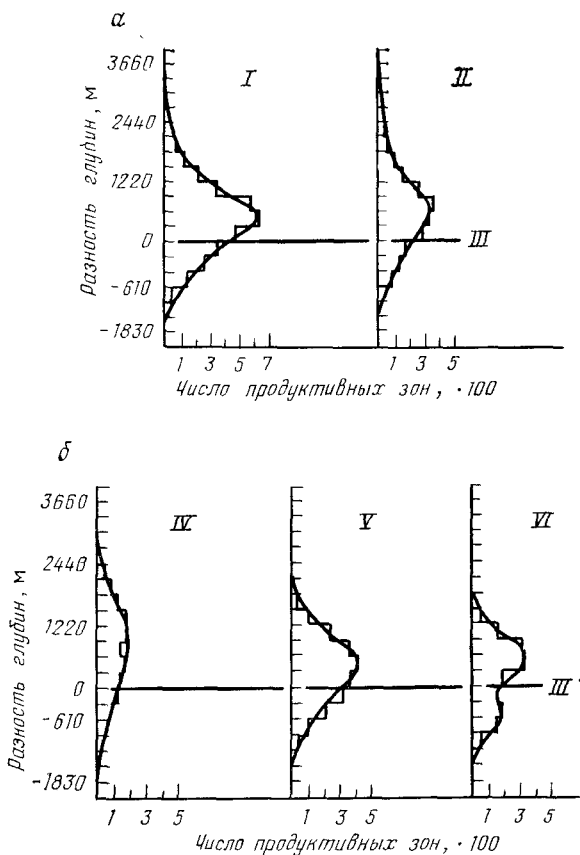 а
Разность глубин, м
3660
2440
1220
0
-610
-1830
I
II
III
1 3 5 7
1 3 5
Число продуктивных зон, ·100
б
Разность глубин, м
3660
2440
1220
0
-610
-1830
IV
V
VI
III
1 3 5
1 3 5
1 3 5
Число продуктивных зон, ·100